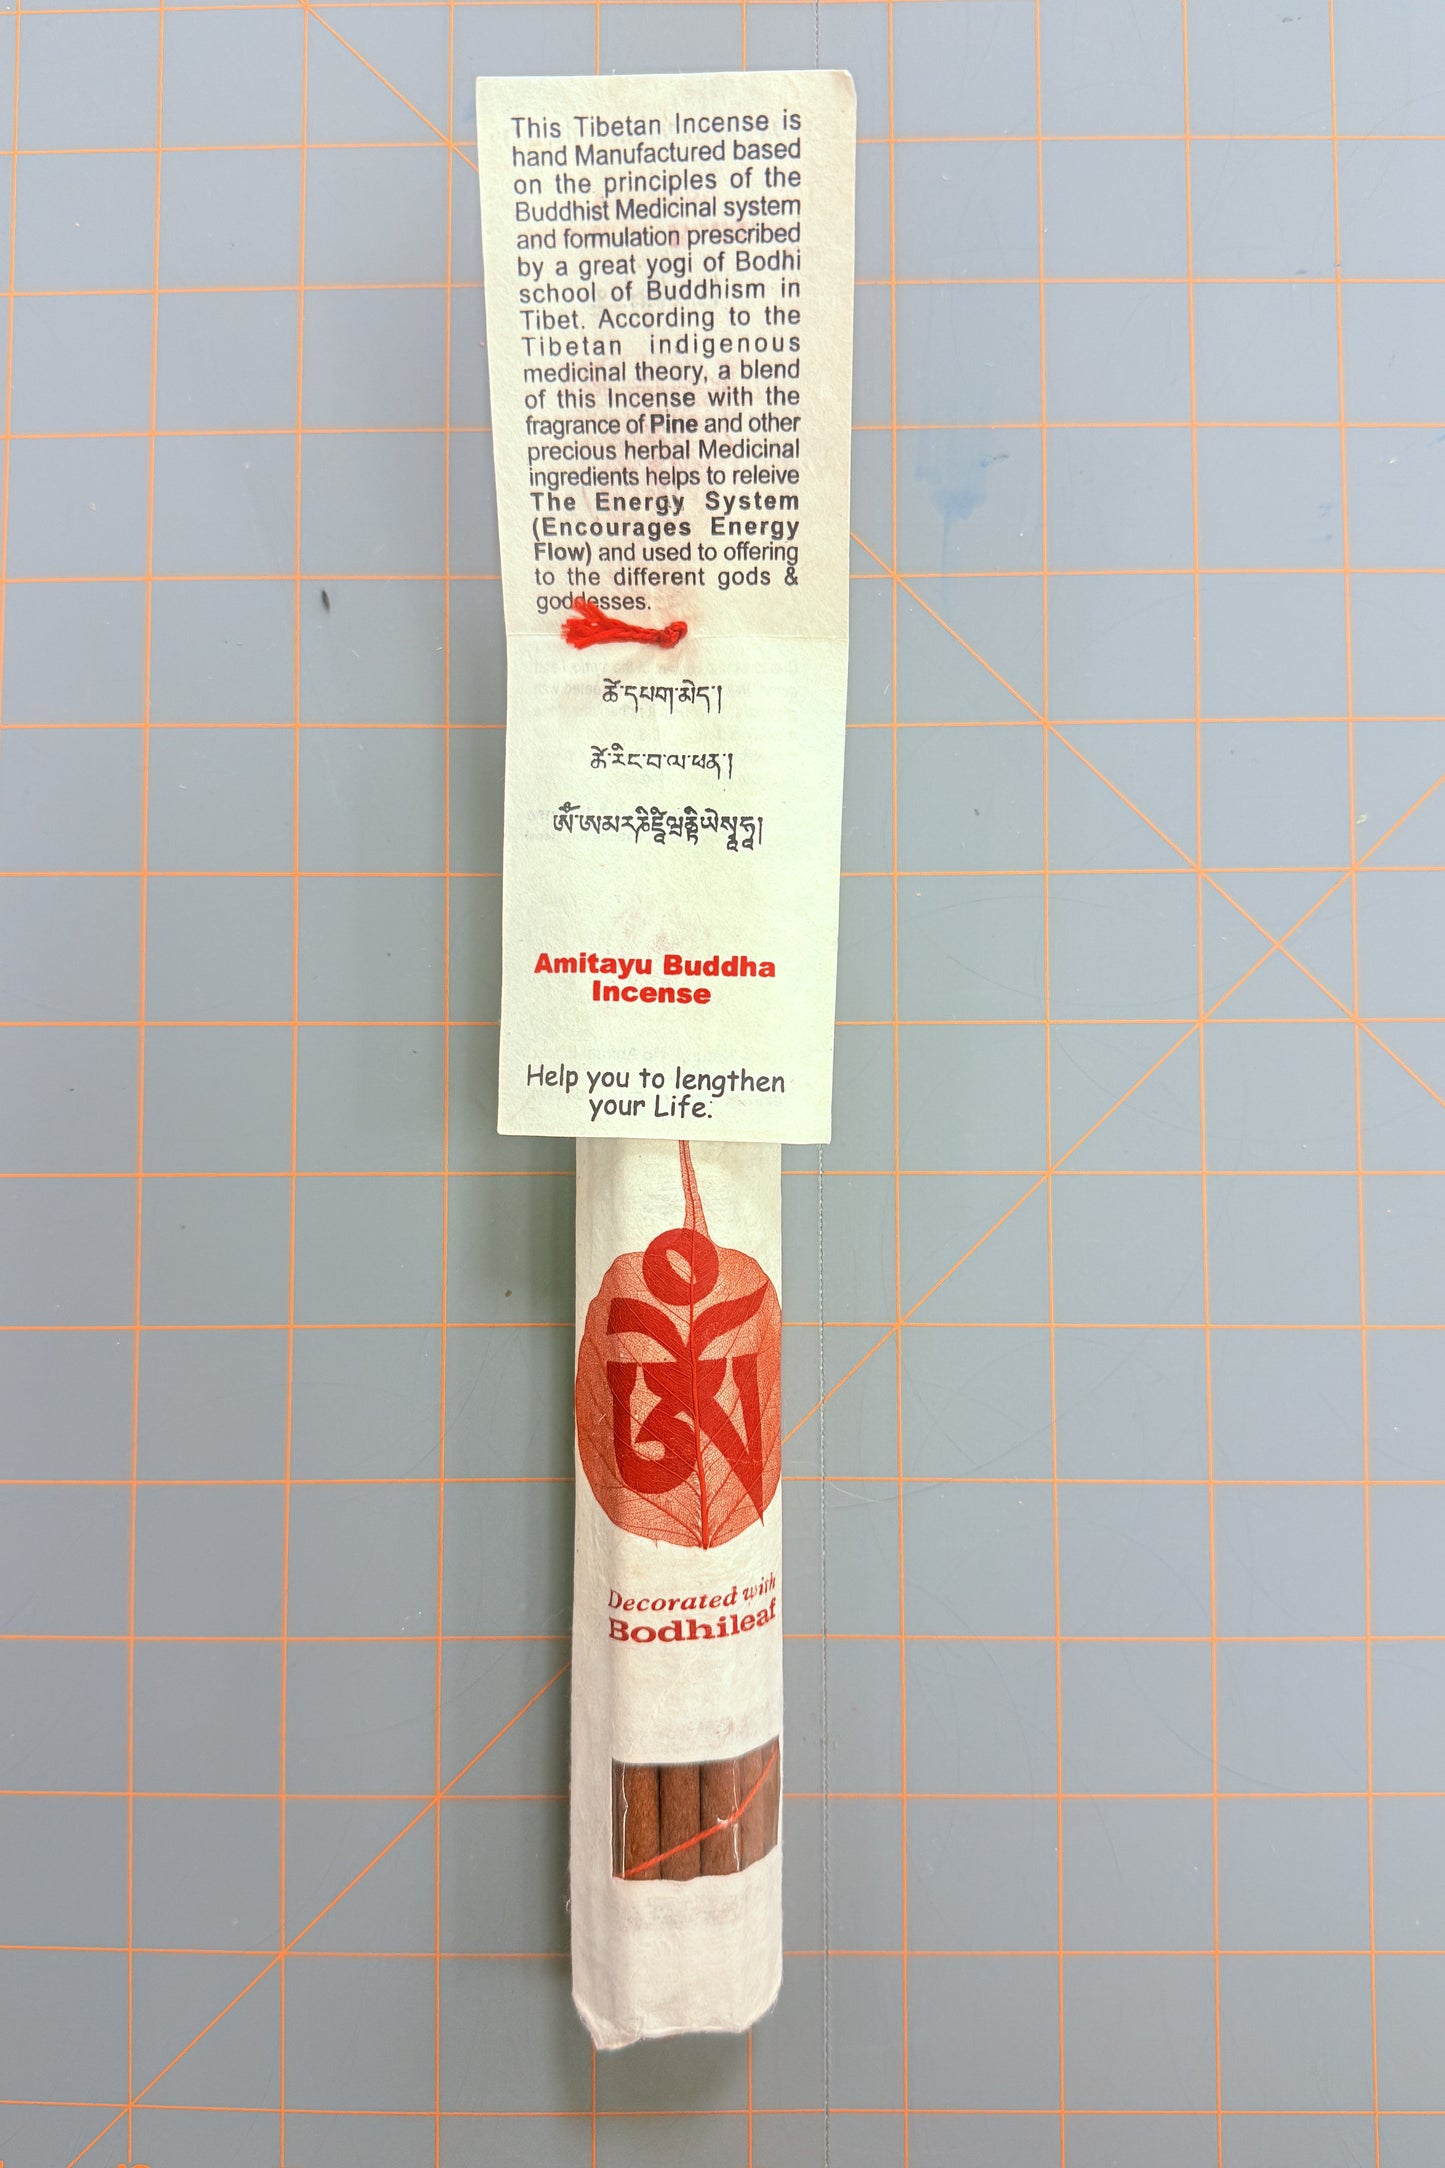 This Tibetan Incense is
hand Manufactured based
on the principles of the
Buddhist Medicinal system
and formulation prescribed
by a great yogi of Bodhi
school of Buddhism in
Tibet. According to the
Tibetan indigenous
medicinal theory, a blend
of this Incense with the
fragrance of Pine and other
precious herbal Medicinal
ingredients helps to releive
The Energy System
(Encourages Energy
Flow) and used to offering
to the different gods &
goddesses.
ཚེ་དཔག་མེད་།
ཚེ་རིང་བ་ལ་ཕན་།
Amitayu Buddha
Incense
Help you to lengthen
your Life.
ༀ
Decorated with
Bodhileaf